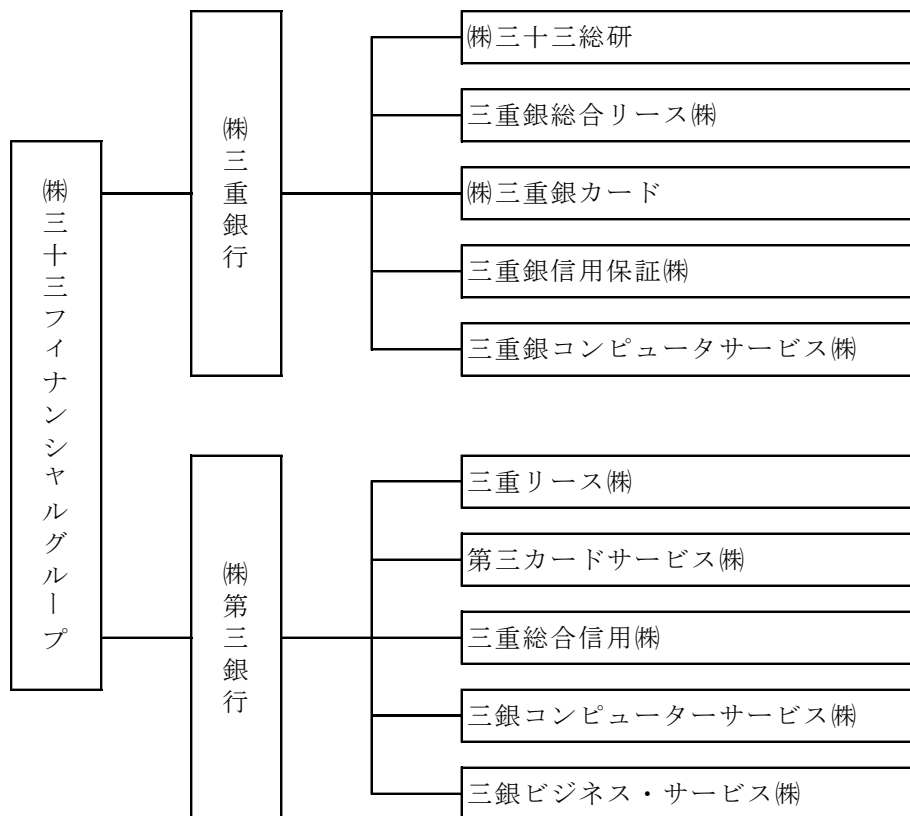 ㈱三十三フィナンシャルグループ
㈱三重銀行
㈱三十三総研
三重銀総合リース㈱
㈱三重銀カード
三重銀信用保証㈱
三重銀コンピュータサービス㈱
㈱第三銀行
三重リース㈱
第三カードサービス㈱
三重総合信用㈱
三銀コンピューターサービス㈱
三銀ビジネス・サービス㈱